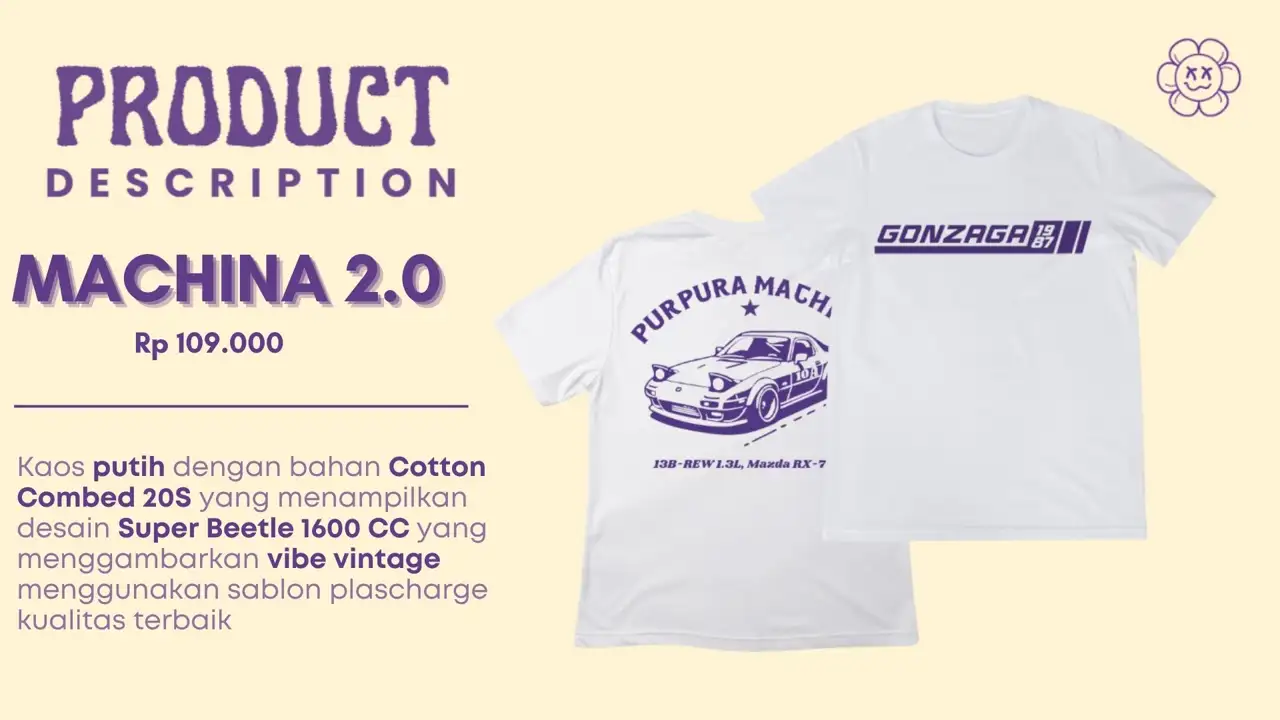 PRODUCT
DESCRIPTION
MACHINA 2.0
Rp 109.000
Kaos putih dengan bahan Cotton
Combed 20S yang menampilkan
desain Super Beetle 1600 CC yang
menggambarkan vibe vintage
menggunakan sablon plascharge
kualitas terbaik
PURPURA MACHI
10A
13B-REW 1.3L, Mazda RX-7
GONZAGA 19
87